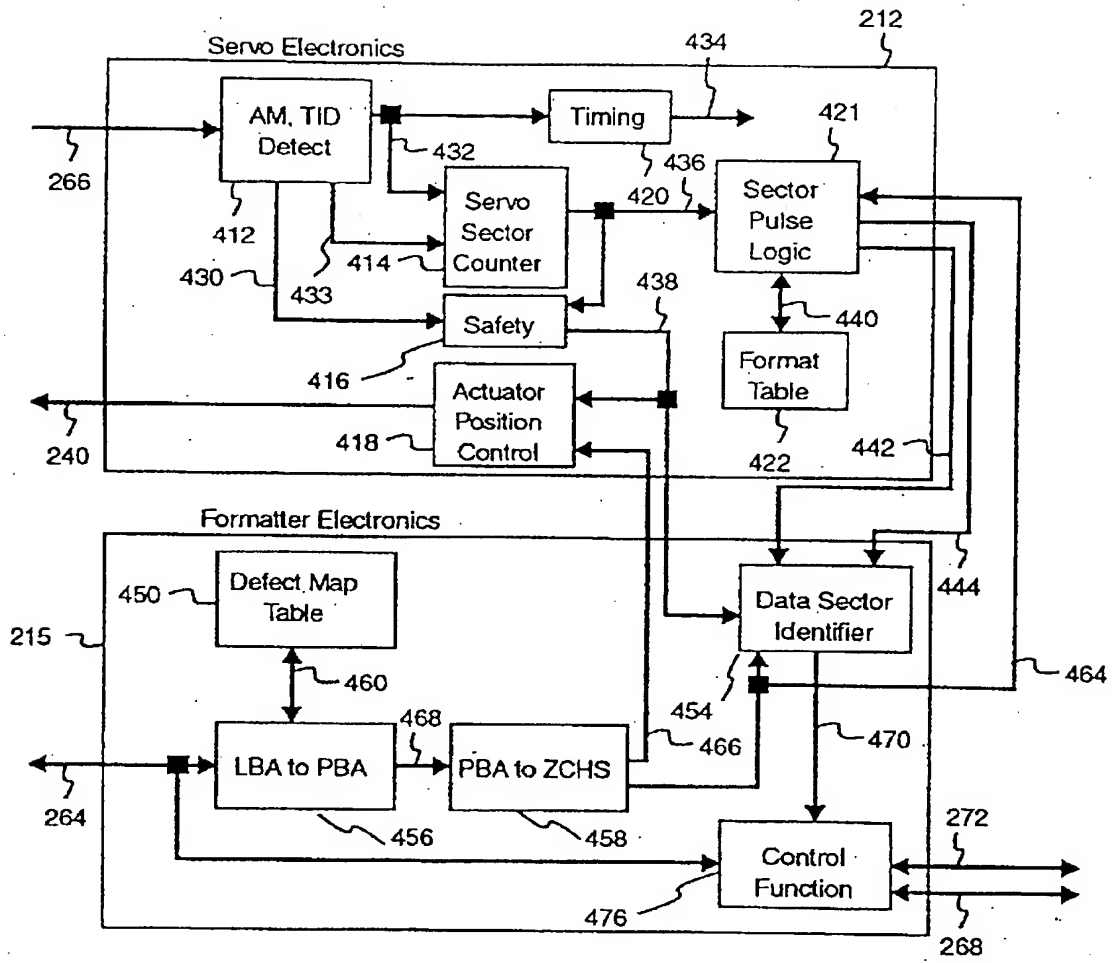 Servo Electronics
212
434
AM, TID
Detect
Timing
421
432
436
266
420
Servo
Sector
Counter
Sector
Pulse
Logic
412
414
430
433
438
Safety
440
416
Format
Table
Actuator
Position
Control
418
240
422
442
Formatter Electronics
450
Defect Map
Table
444
Data Sector
Identifier
215
460
464
454
468
466
470
LBA to PBA
PBA to ZCHS
264
456
458
272
Control
Function
476
268